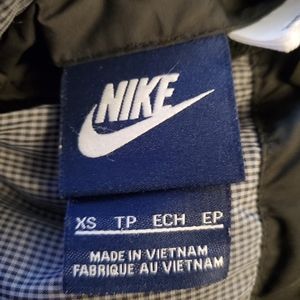 NIKE
XS TP ECH EP
MADE IN VIETNAM
FABRIQUE AU VIETNAM